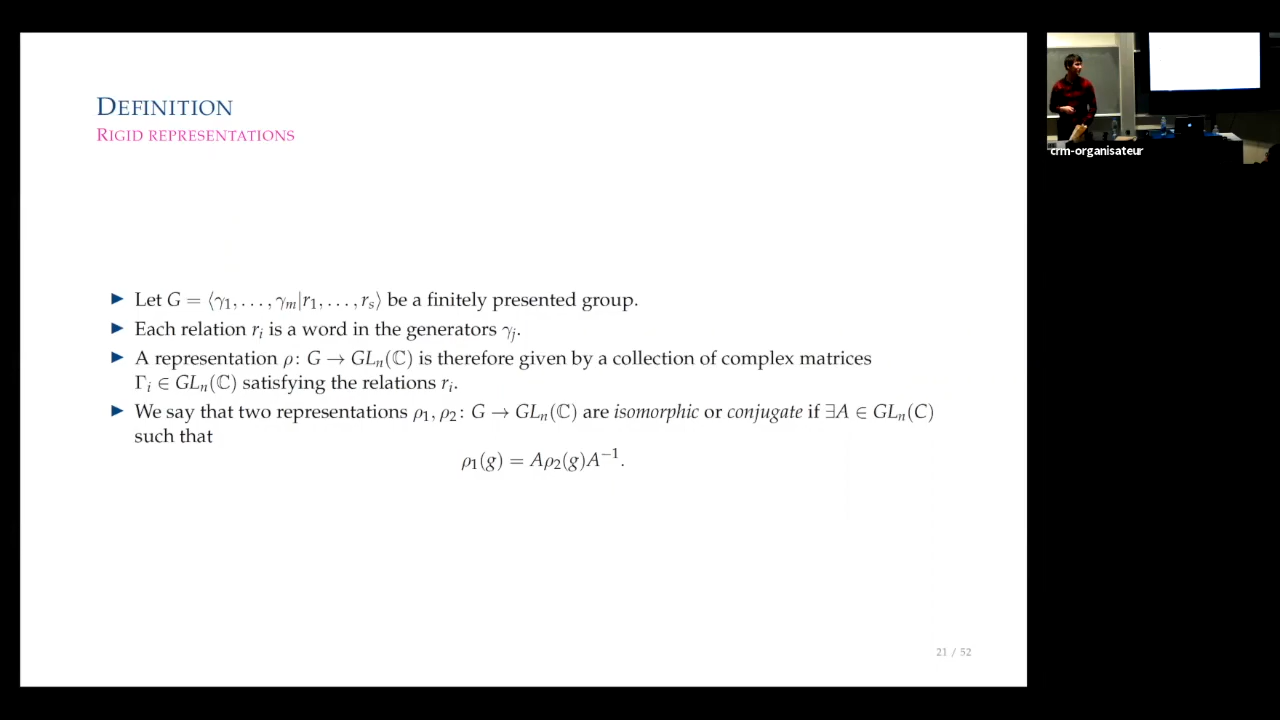 DEFINITION
RIGID REPRESENTATIONS
▶ Let G = ⟨γ₁, . . . , γₘ|r₁, . . . , rₛ⟩ be a finitely presented group.
▶ Each relation rᵢ is a word in the generators γⱼ.
▶ A representation ρ: G → GLₙ(ℂ) is therefore given by a collection of complex matrices
Γᵢ ∈ GLₙ(ℂ) satisfying the relations rᵢ.
▶ We say that two representations ρ₁, ρ₂: G → GLₙ(ℂ) are isomorphic or conjugate if ∃A ∈ GLₙ(C)
such that
ρ₁(g) = Aρ₂(g)A⁻¹.
21 / 52
crm-organisateur